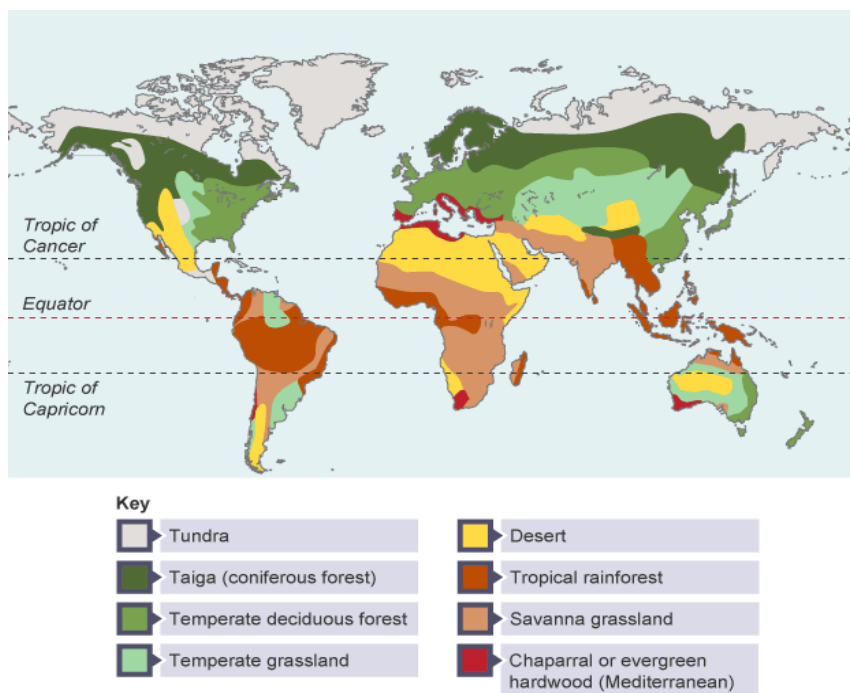 Tropic of
Cancer
Equator
Tropic of
Capricorn
Key
Tundra
Desert
Taiga (coniferous forest)
Tropical rainforest
Temperate deciduous forest
Savanna grassland
Temperate grassland
Chaparral or evergreen
hardwood (Mediterranean)